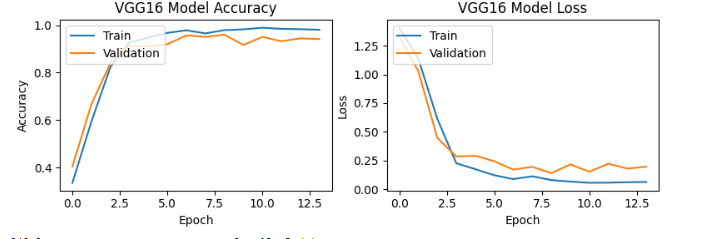 VGG16 Model Accuracy
1.0
0.8
0.6
0.4
Accuracy
Train
Validation
0.0 2.5 5.0 7.5 10.0 12.5
Epoch
VGG16 Model Loss
1.25
1.00
0.75
0.50
0.25
0.00
Loss
Train
Validation
0.0 2.5 5.0 7.5 10.0 12.5
Epoch